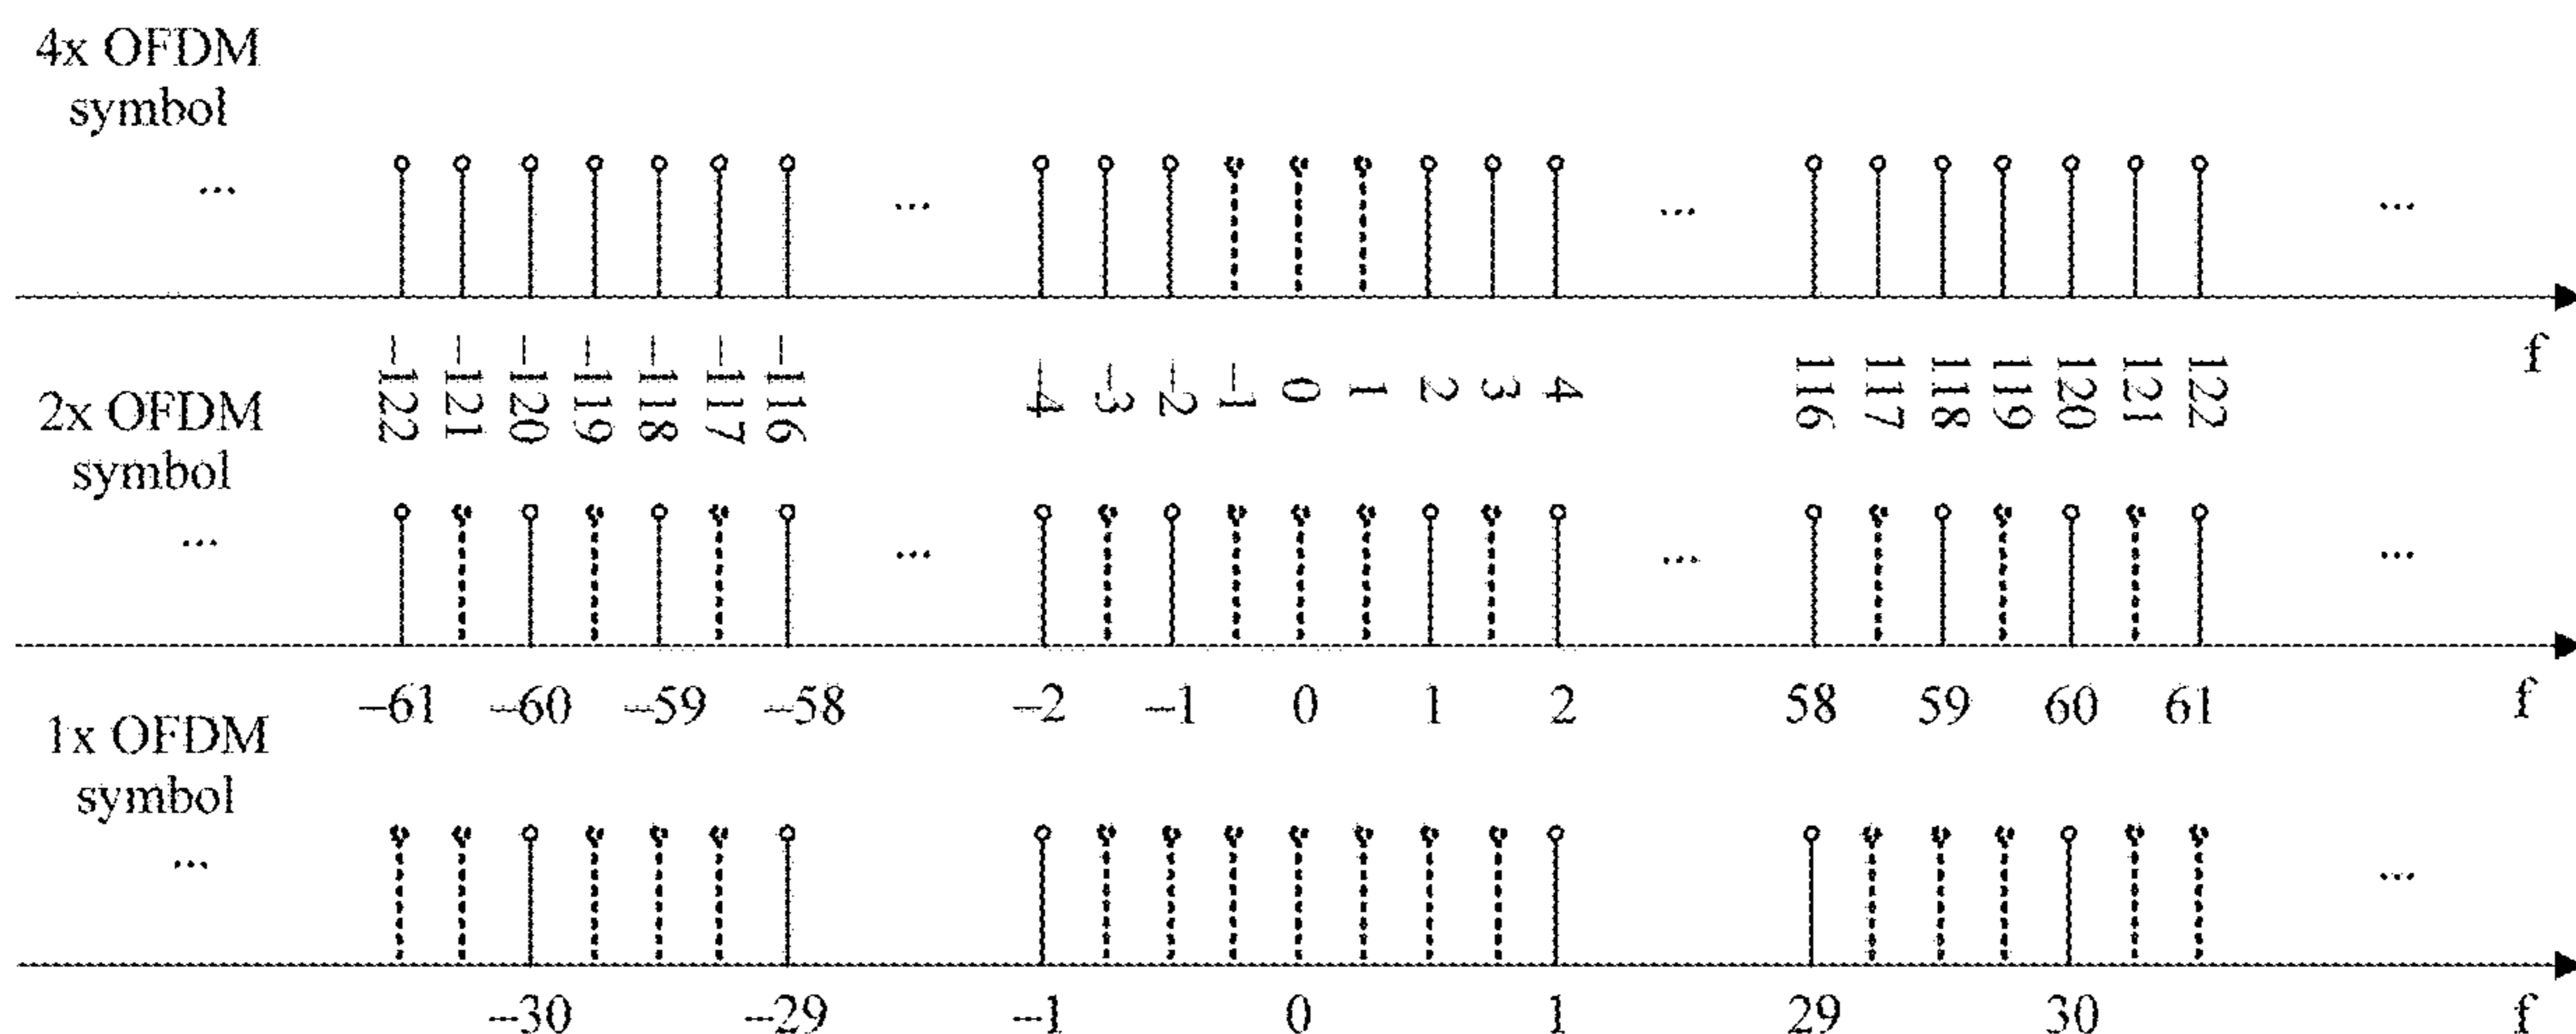 4x OFDM
symbol
... ... ... ...
–122 –121 –120 –119 –118 –117 –116 –4 –3 –2 –1 0 1 2 3 4 116 117 118 119 120 121 122 f
2x OFDM
symbol
... ... ... ...
–61 –60 –59 –58 –2 –1 0 1 2 58 59 60 61 f
1x OFDM
symbol
... ...
–30 –29 –1 0 1 29 30 f